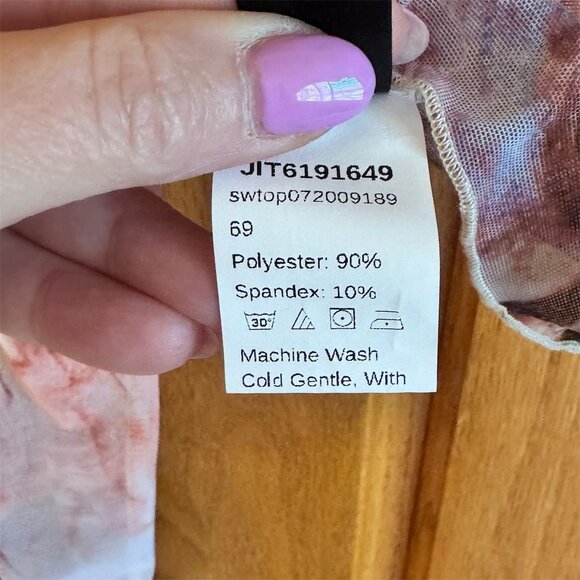 JIT6191649
swtop072009189
69
Polyester: 90%
Spandex: 10%
30°
Machine Wash
Cold Gentle, With